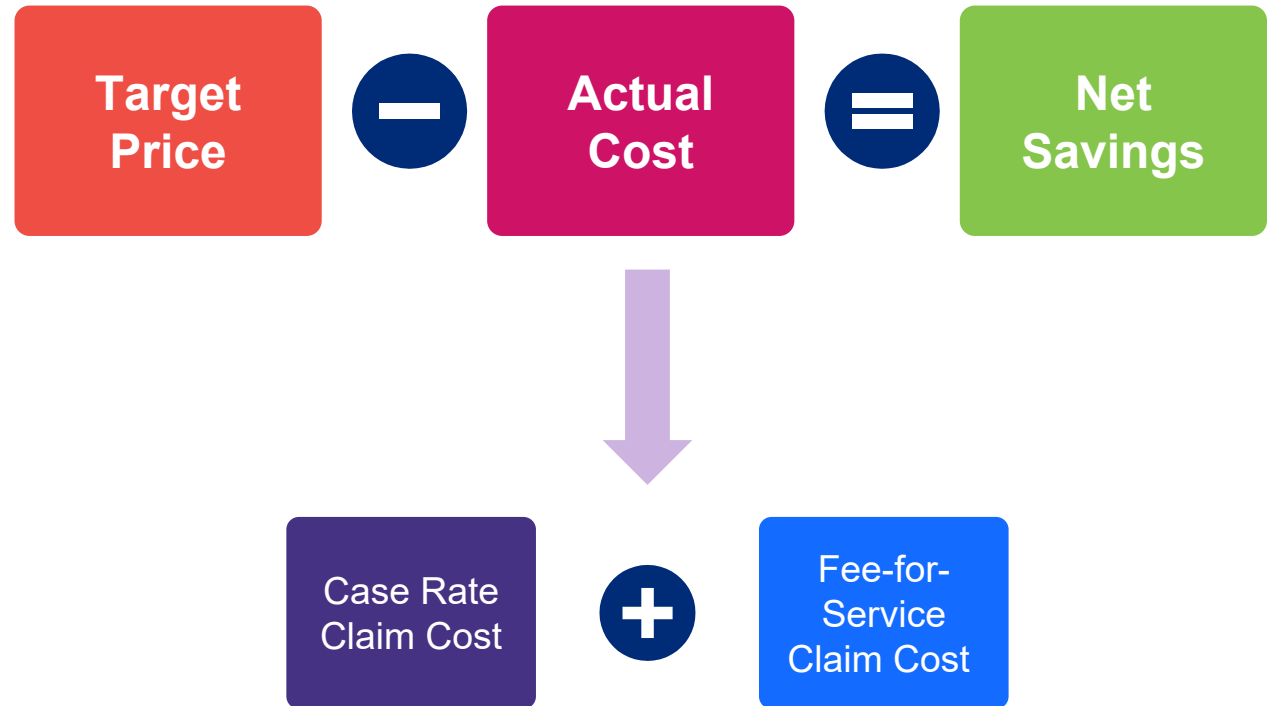 Target
Price
−
Actual
Cost
=
Net
Savings
Case Rate
Claim Cost
+
Fee-for-
Service
Claim Cost